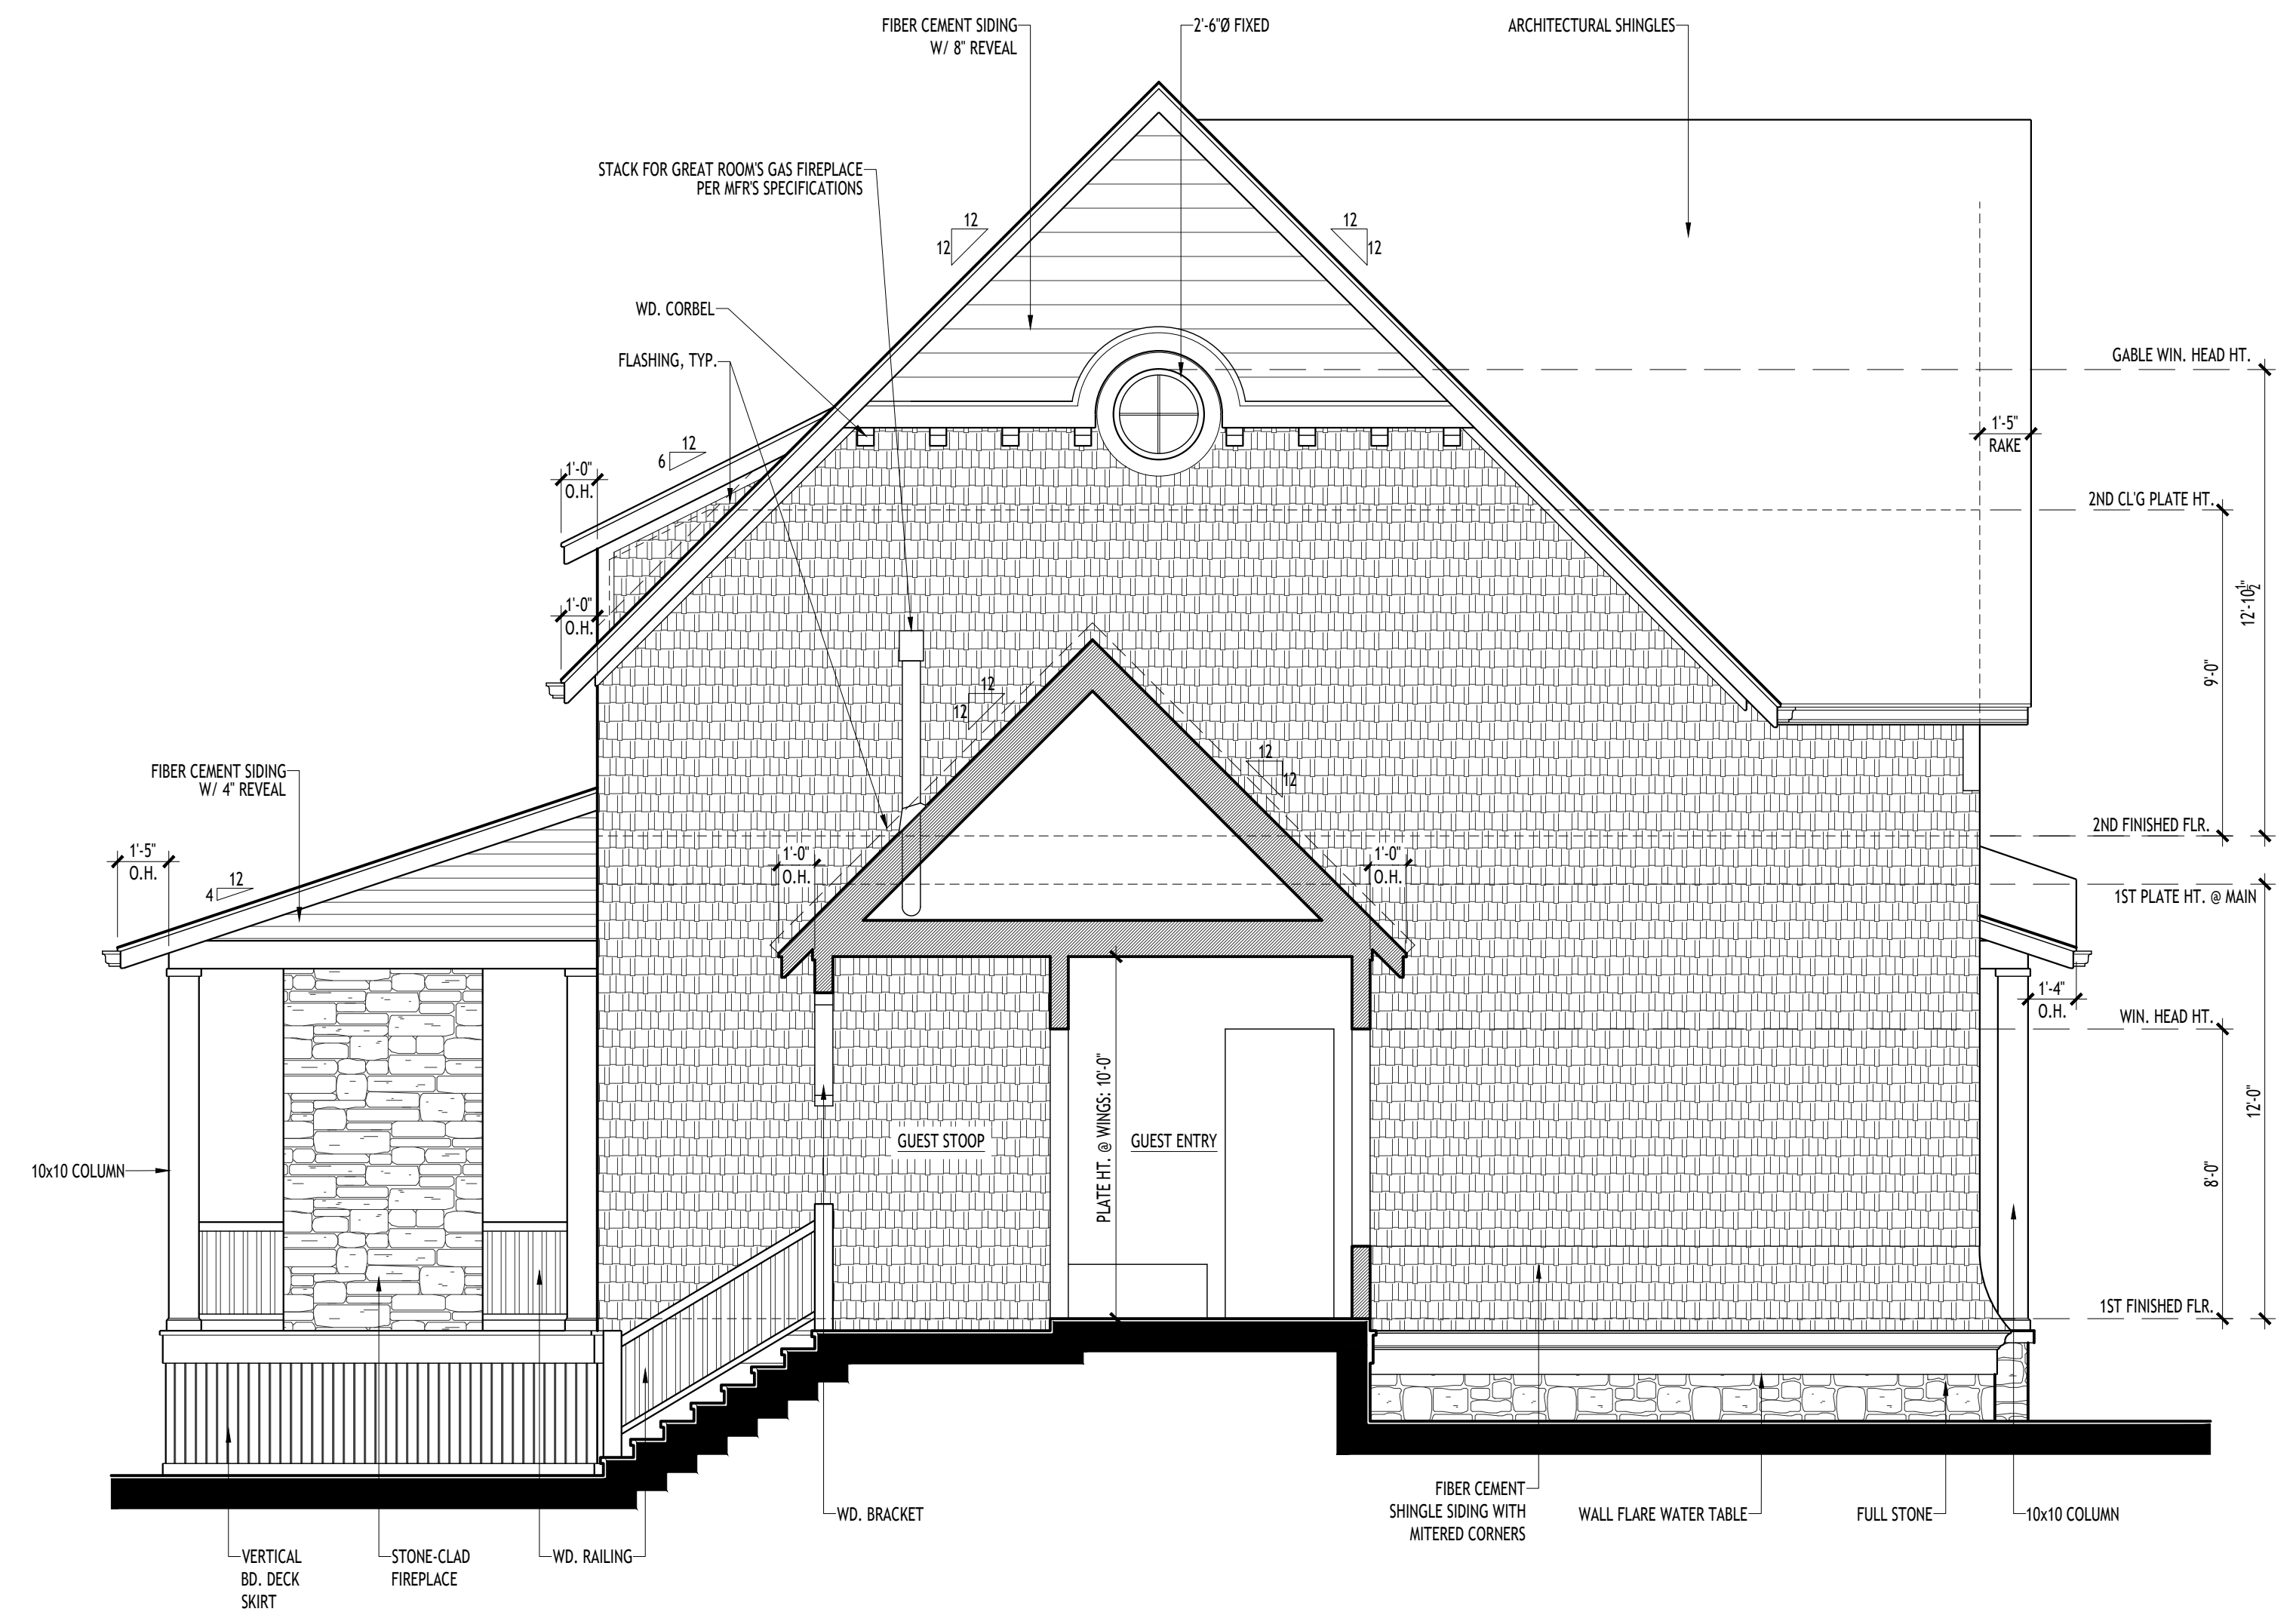 FIBER CEMENT SIDING
W/ 8" REVEAL
2'-6"Ø FIXED
ARCHITECTURAL SHINGLES
STACK FOR GREAT ROOM'S GAS FIREPLACE
PER MFR'S SPECIFICATIONS
12
12
12
12
WD. CORBEL
FLASHING, TYP.
GABLE WIN. HEAD HT.
1'-5"
RAKE
12
6
1'-0"
O.H.
2ND CL'G PLATE HT.
12'-10½"
1'-0"
O.H.
9'-0"
12
12
12
12
FIBER CEMENT SIDING
W/ 4" REVEAL
2ND FINISHED FLR.
1'-5"
O.H.
1'-0"
O.H.
1'-0"
O.H.
12
4
1ST PLATE HT. @ MAIN
1'-4"
O.H.
WIN. HEAD HT.
PLATE HT. @ WINGS: 10'-0"
12'-0"
GUEST STOOP
GUEST ENTRY
8'-0"
10x10 COLUMN
1ST FINISHED FLR.
FIBER CEMENT
SHINGLE SIDING WITH
MITERED CORNERS
WD. BRACKET
WALL FLARE WATER TABLE
FULL STONE
10x10 COLUMN
VERTICAL
BD. DECK
SKIRT
STONE-CLAD
FIREPLACE
WD. RAILING